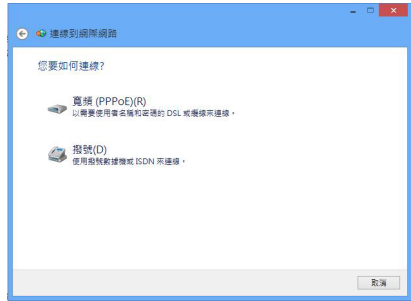 連線到網際網路
您要如何連線?
寬頻 (PPPoE)(R)
以需要使用者名稱和密碼的 DSL 或纜線來連線。
撥號(D)
使用撥號數據機或 ISDN 來連線。
取消